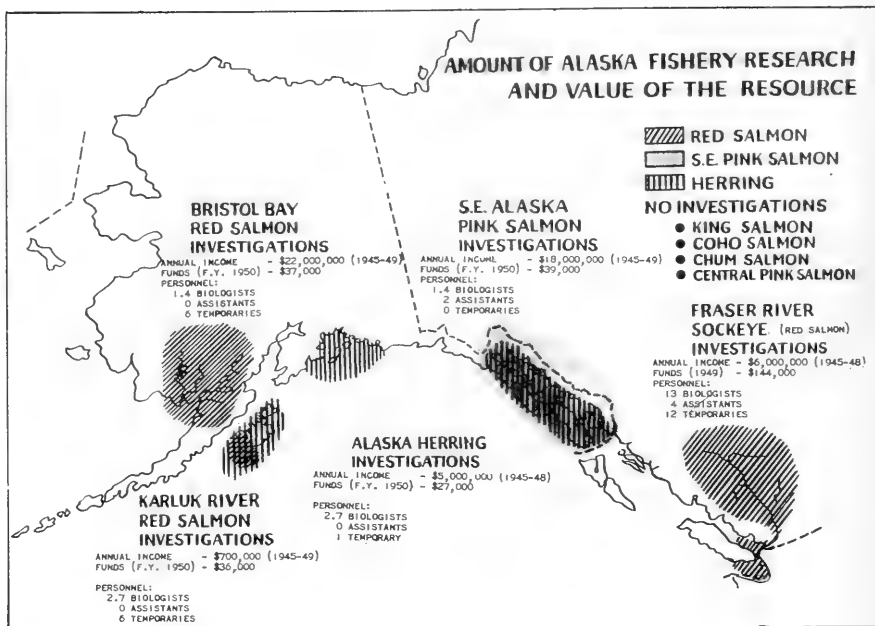 AMOUNT OF ALASKA FISHERY RESEARCH
AND VALUE OF THE RESOURCE
RED SALMON
S.E. PINK SALMON
HERRING
NO INVESTIGATIONS
● KING SALMON
● COHO SALMON
● CHUM SALMON
● CENTRAL PINK SALMON
BRISTOL BAY
RED SALMON
INVESTIGATIONS
ANNUAL INCOME - $22,000,000 (1945-49)
FUNDS (F.Y. 1950) - $37,000
PERSONNEL:
1.4 BIOLOGISTS
0 ASSISTANTS
6 TEMPORARIES
S.E. ALASKA
PINK SALMON
INVESTIGATIONS
ANNUAL INCOME - $18,000,000 (1945-49)
FUNDS (F.Y. 1950) - $39,000
PERSONNEL:
1.4 BIOLOGISTS
2 ASSISTANTS
0 TEMPORARIES
FRASER RIVER
SOCKEYE (RED SALMON)
INVESTIGATIONS
ANNUAL INCOME - $6,000,000 (1945-48)
FUNDS (1949) - $144,000
PERSONNEL:
13 BIOLOGISTS
4 ASSISTANTS
12 TEMPORARIES
ALASKA HERRING
INVESTIGATIONS
ANNUAL INCOME - $5,000,000 (1945-48)
FUNDS (F.Y. 1950) - $27,000
PERSONNEL:
2.7 BIOLOGISTS
0 ASSISTANTS
1 TEMPORARY
KARLUK RIVER
RED SALMON
INVESTIGATIONS
ANNUAL INCOME - $700,000 (1945-49)
FUNDS (F.Y. 1950) - $36,000
PERSONNEL:
2.7 BIOLOGISTS
0 ASSISTANTS
6 TEMPORARIES